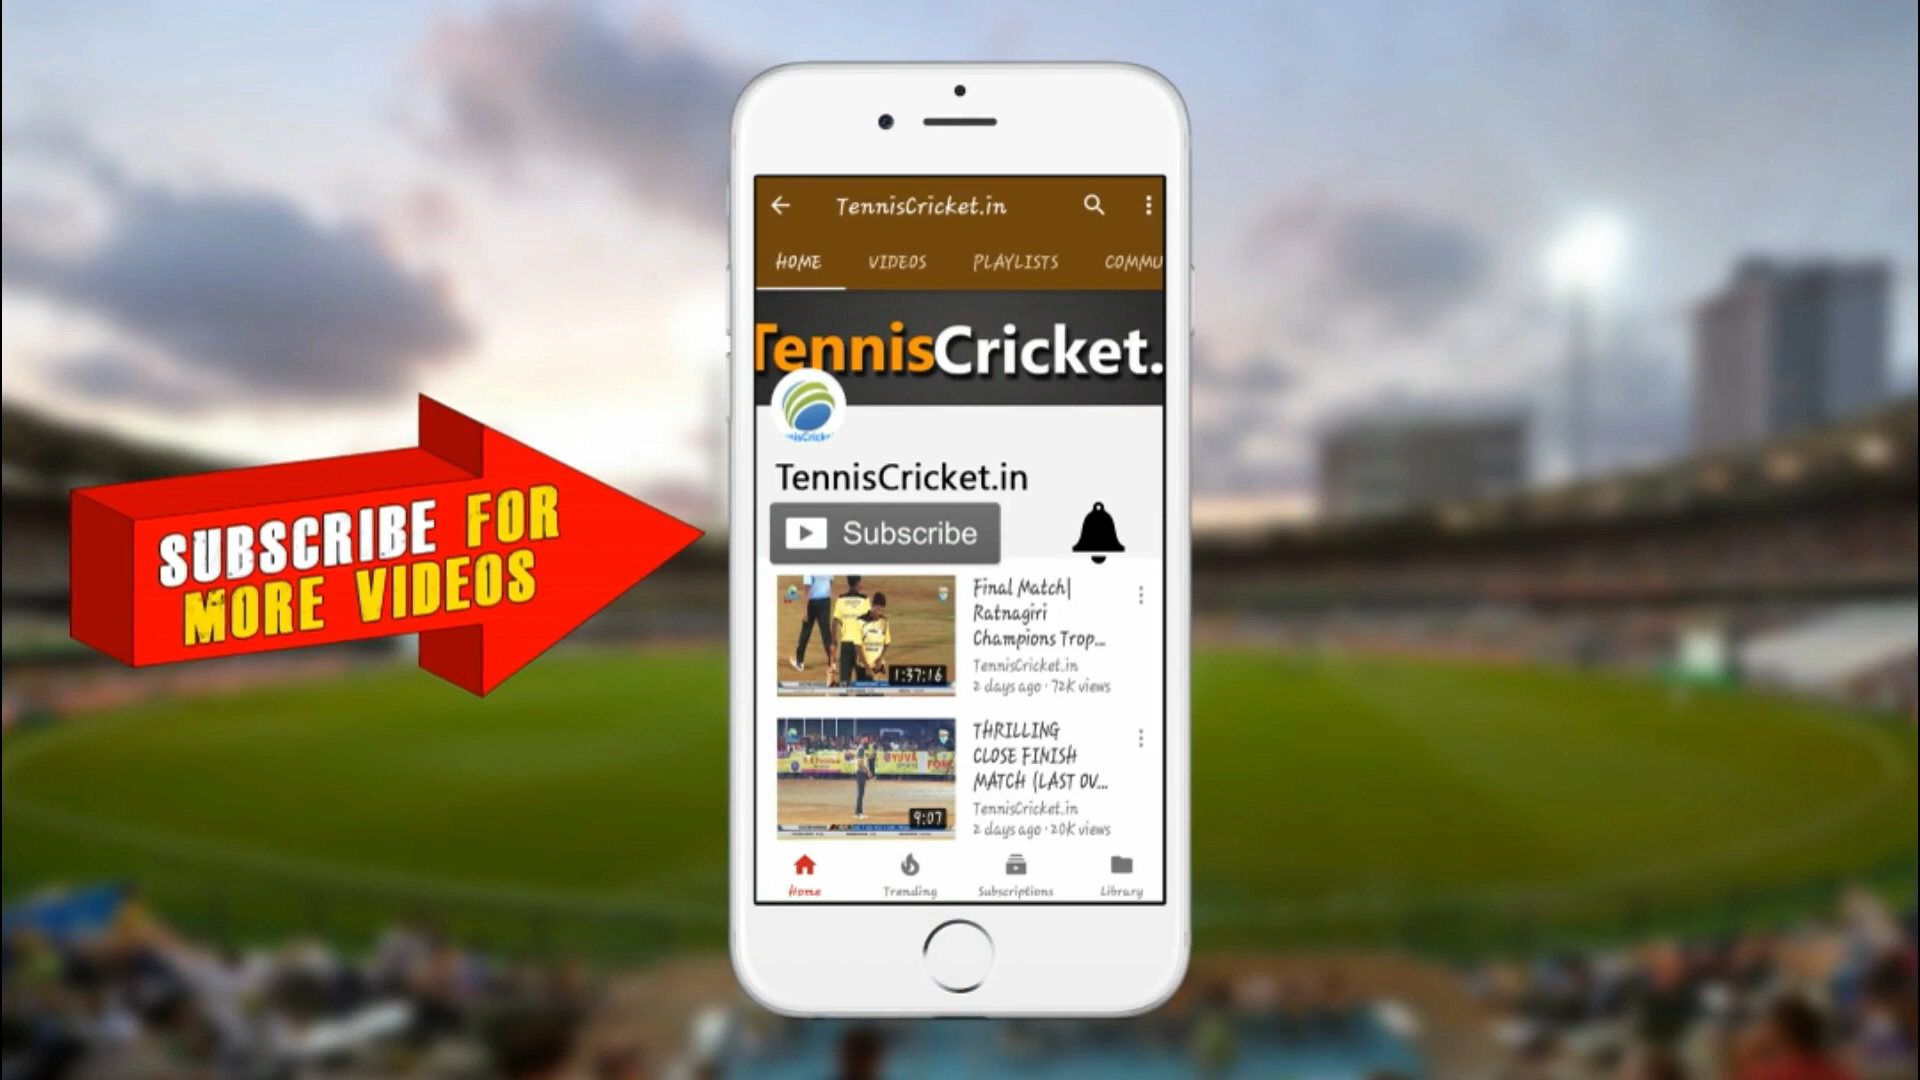 SUBSCRIBE FOR
MORE VIDEOS
TennisCricket.in
HOME VIDEOS PLAYLISTS COMMU
TennisCricket.
TennisCricket.in
Subscribe
Final Match|
Ratnagiri
Champions Trop...
TennisCricket.in
2 days ago · 72K views
1:37:16
THRILLING
CLOSE FINISH
MATCH (LAST OV...
TennisCricket.in
2 days ago · 20K views
9:07
Home Trending Subscriptions Library